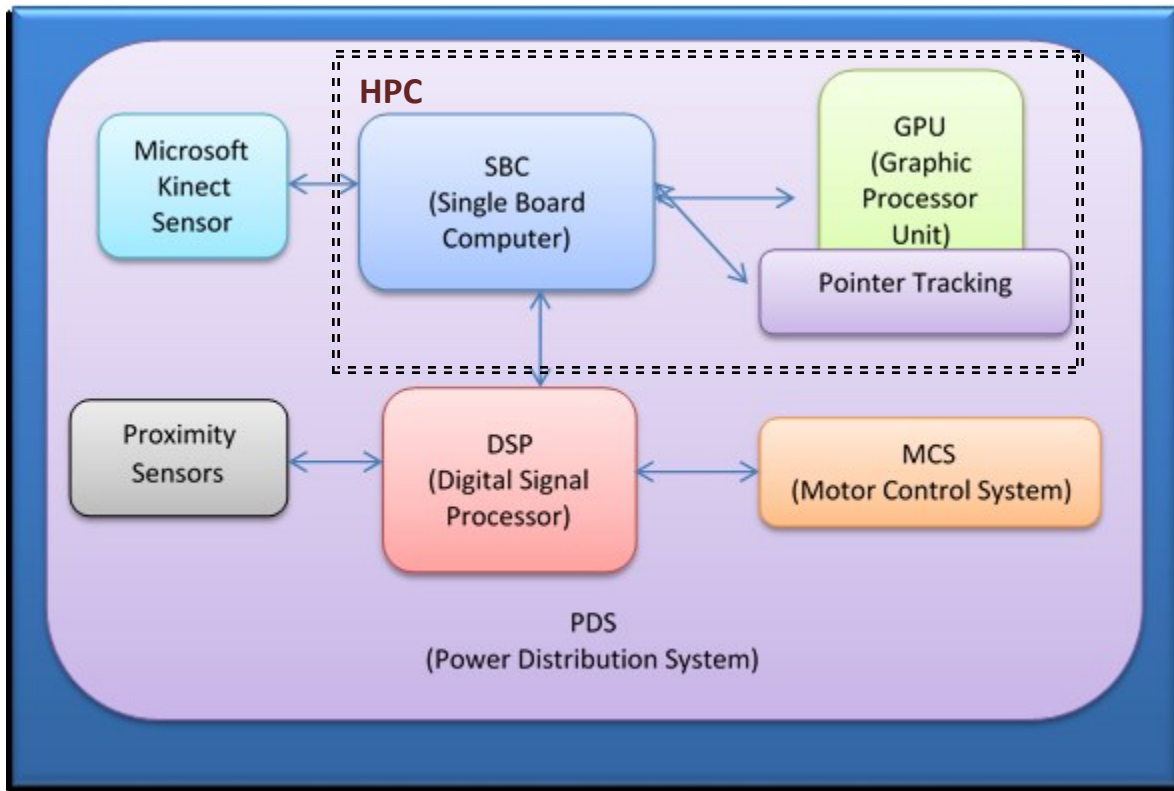 HPC
Microsoft
Kinect
Sensor
SBC
(Single Board
Computer)
GPU
(Graphic
Processor
Unit)
Pointer Tracking
Proximity
Sensors
DSP
(Digital Signal
Processor)
MCS
(Motor Control System)
PDS
(Power Distribution System)